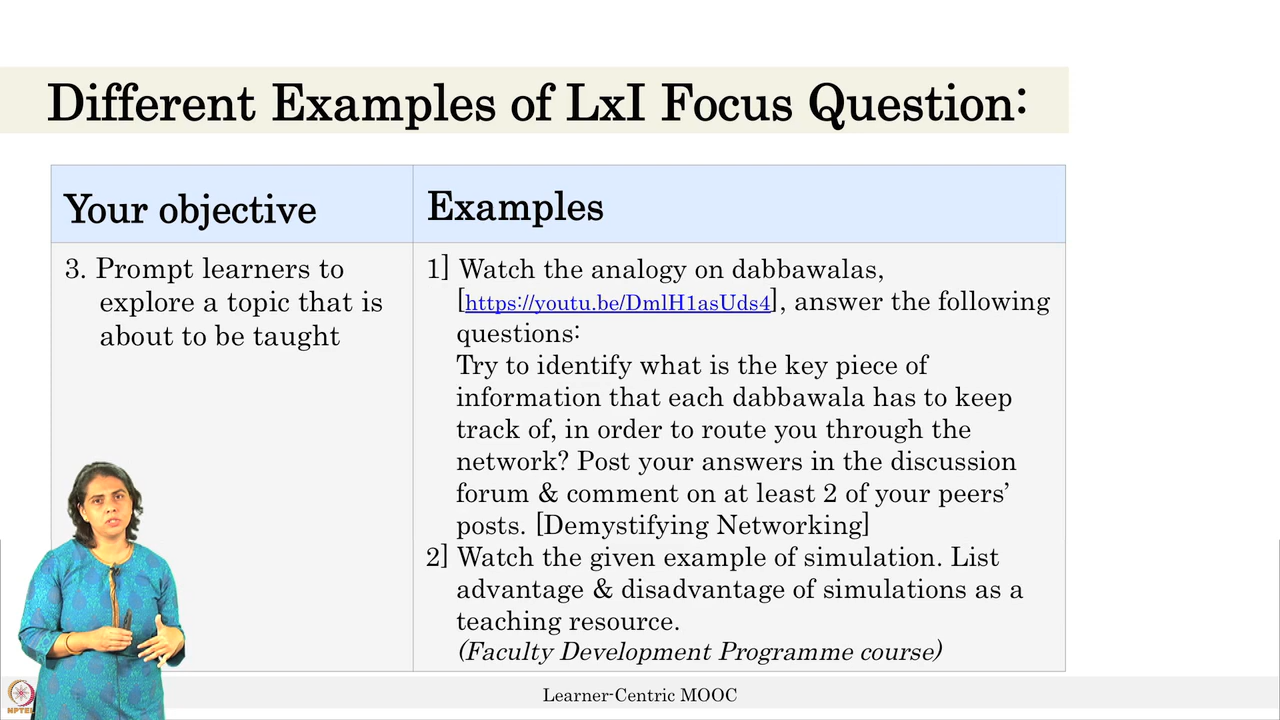 Different Examples of LxI Focus Question:
Your objective
Examples
3. Prompt learners to
explore a topic that is
about to be taught
1] Watch the analogy on dabbawalas,
[https://youtu.be/DmlH1asUds4], answer the following
questions:
Try to identify what is the key piece of
information that each dabbawala has to keep
track of, in order to route you through the
network? Post your answers in the discussion
forum & comment on at least 2 of your peers’
posts. [Demystifying Networking]
2] Watch the given example of simulation. List
advantage & disadvantage of simulations as a
teaching resource.
(Faculty Development Programme course)
Learner-Centric MOOC
NPTEL